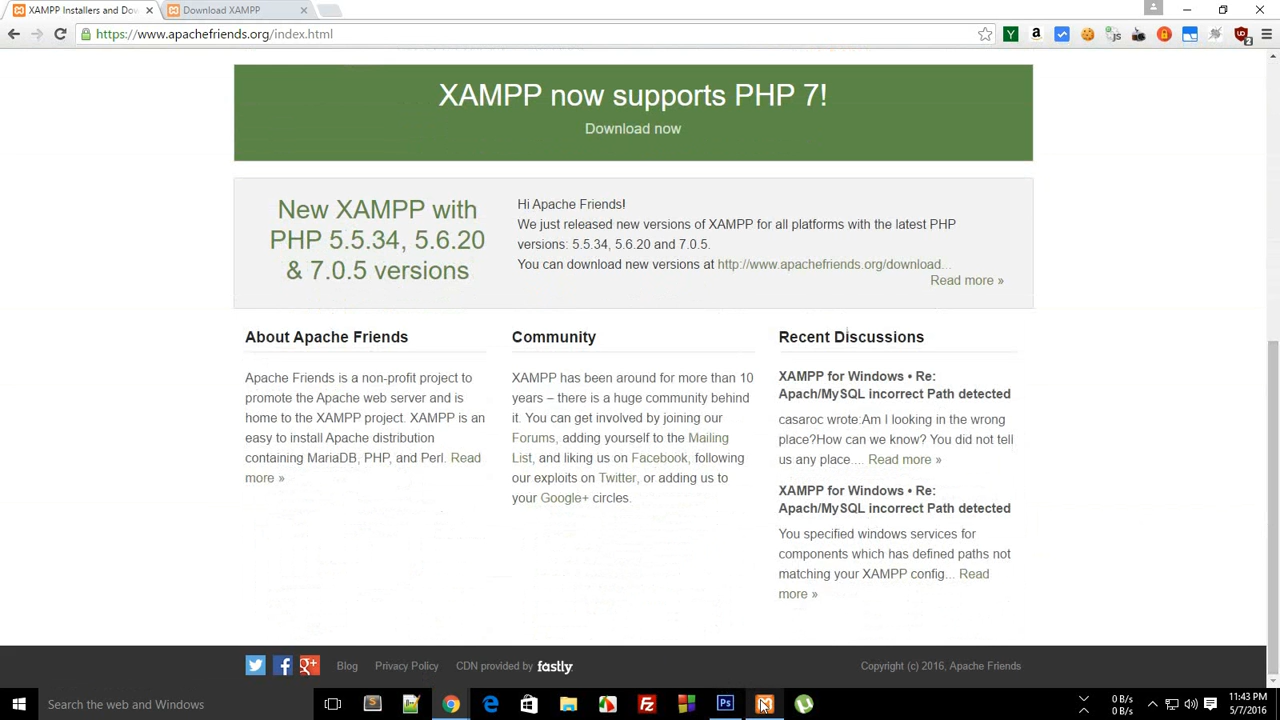 XAMPP Installers and Dow
Download XAMPP
https://www.apachefriends.org/index.html
XAMPP now supports PHP 7!
Download now
New XAMPP with
PHP 5.5.34, 5.6.20
& 7.0.5 versions
Hi Apache Friends!
We just released new versions of XAMPP for all platforms with the latest PHP
versions: 5.5.34, 5.6.20 and 7.0.5.
You can download new versions at http://www.apachefriends.org/download...
Read more »
About Apache Friends
Apache Friends is a non-profit project to
promote the Apache web server and is
home to the XAMPP project. XAMPP is an
easy to install Apache distribution
containing MariaDB, PHP, and Perl. Read
more »
Community
XAMPP has been around for more than 10
years – there is a huge community behind
it. You can get involved by joining our
Forums, adding yourself to the Mailing
List, and liking us on Facebook, following
our exploits on Twitter, or adding us to
your Google+ circles.
Recent Discussions
XAMPP for Windows • Re:
Apach/MySQL incorrect Path detected
casaroc wrote:Am I looking in the wrong
place?How can we know? You did not tell
us any place.... Read more »
XAMPP for Windows • Re:
Apach/MySQL incorrect Path detected
You specified windows services for
components which has defined paths not
matching your XAMPP config... Read
more »
Blog
Privacy Policy
CDN provided by fastly
Copyright (c) 2016, Apache Friends
Search the web and Windows
0 B/s
0 B/s
11:43 PM
5/7/2016